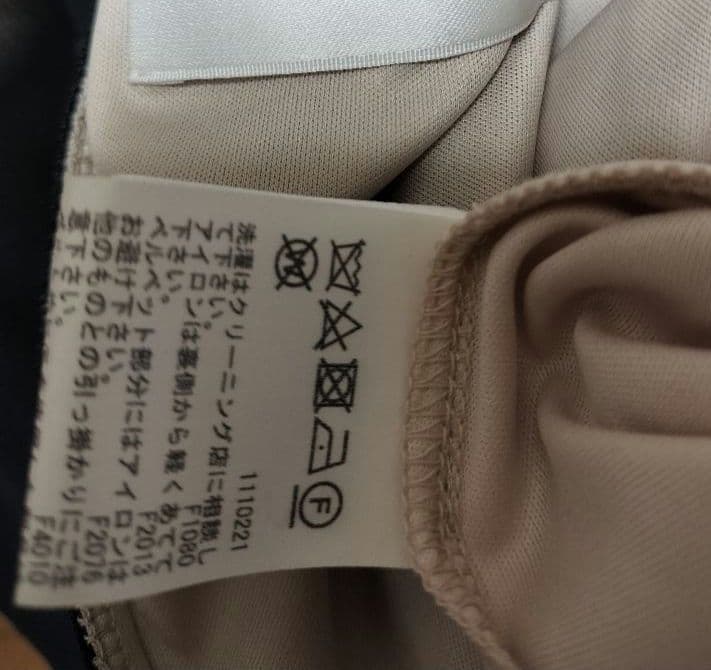 F
W
1110221
洗濯はクリーニング店に相談し
て下さい。 F1080
アイロンは裏側から軽くあてて
下さい。 F2013
ベルベット部分にはアイロンは
お避け下さい。 F2076
他のものとの引っ掛かりにご注
意下さい。 F4010